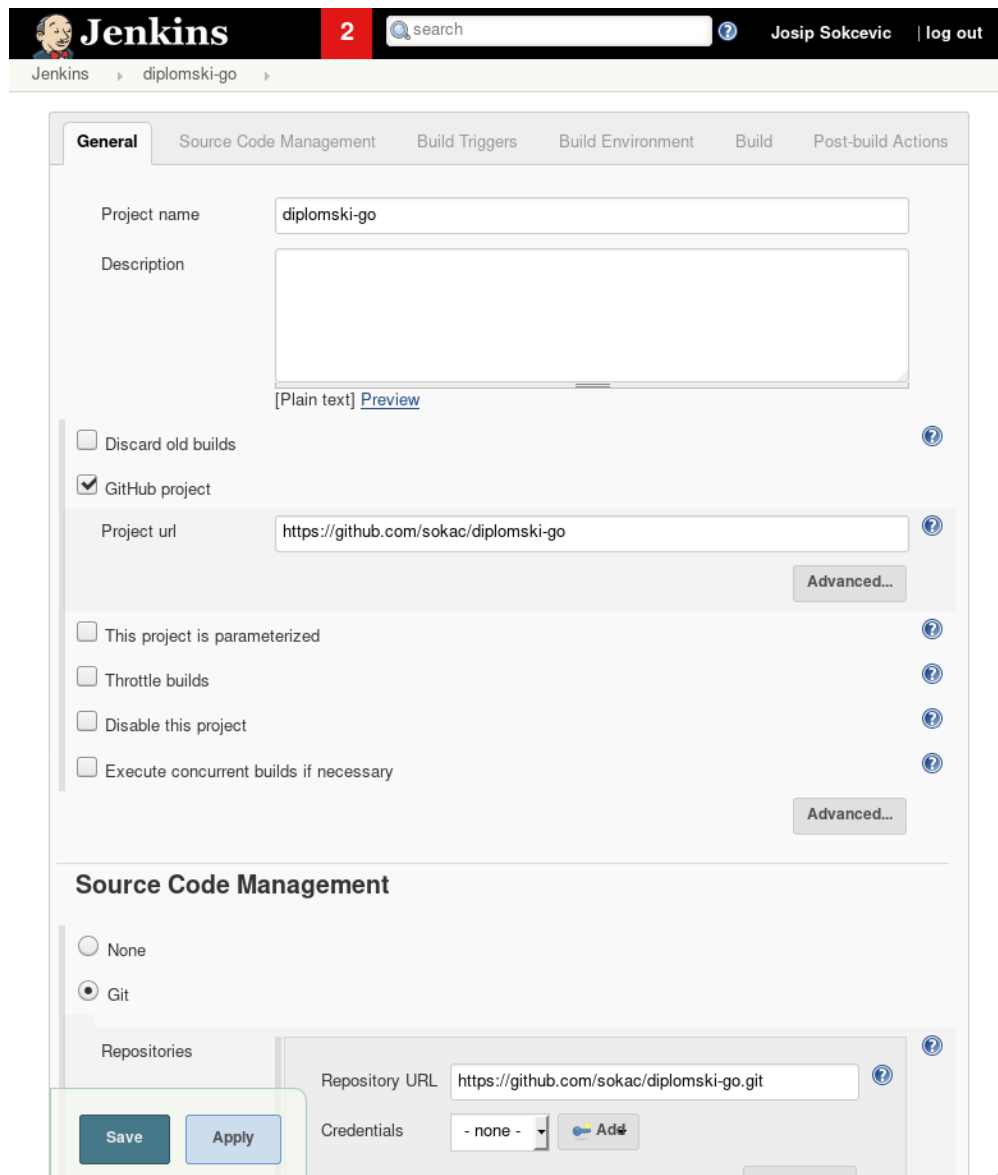 Jenkins 2 search Josip Sokcevic | log out
Jenkins diplomski-go
General Source Code Management Build Triggers Build Environment Build Post-build Actions
Project name diplomski-go
Description
[Plain text] Preview
Discard old builds
GitHub project
Project url https://github.com/sokac/diplomski-go
Advanced...
This project is parameterized
Throttle builds
Disable this project
Execute concurrent builds if necessary
Advanced...
Source Code Management
None
Git
Repositories
Repository URL https://github.com/sokac/diplomski-go.git
Credentials - none - Add
Save Apply